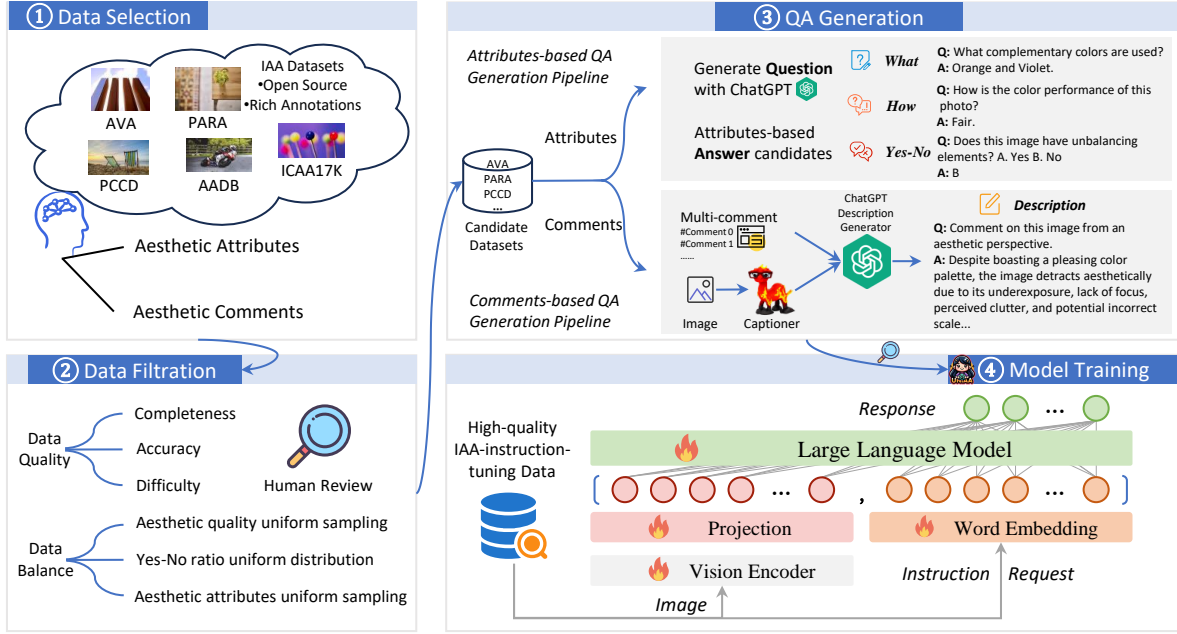 ① Data Selection
IAA Datasets
•Open Source
•Rich Annotations
AVA
PARA
PCCD
AADB
ICAA17K
Aesthetic Attributes
Aesthetic Comments
② Data Filtration
Data
Quality
Completeness
Accuracy
Difficulty
Human Review
Data
Balance
Aesthetic quality uniform sampling
Yes-No ratio uniform distribution
Aesthetic attributes uniform sampling
③ QA Generation
Attributes-based QA
Generation Pipeline
Attributes
AVA
PARA
PCCD
...
Candidate
Datasets
Comments
Comments-based QA
Generation Pipeline
Generate Question
with ChatGPT
Attributes-based
Answer candidates
What
Q: What complementary colors are used?
A: Orange and Violet.
How
Q: How is the color performance of this
photo?
A: Fair.
Yes-No
Q: Does this image have unbalancing
elements? A. Yes B. No
A: B
Multi-comment
#Comment 0
#Comment 1
......
Image
Captioner
ChatGPT
Description
Generator
Description
Q: Comment on this image from an
aesthetic perspective.
A: Despite boasting a pleasing color
palette, the image detracts aesthetically
due to its underexposure, lack of focus,
perceived clutter, and potential incorrect
scale...
④ Model Training
High-quality
IAA-instruction-
tuning Data
Response
...
Large Language Model
... , ...
Projection
Word Embedding
Vision Encoder
Instruction Request
Image